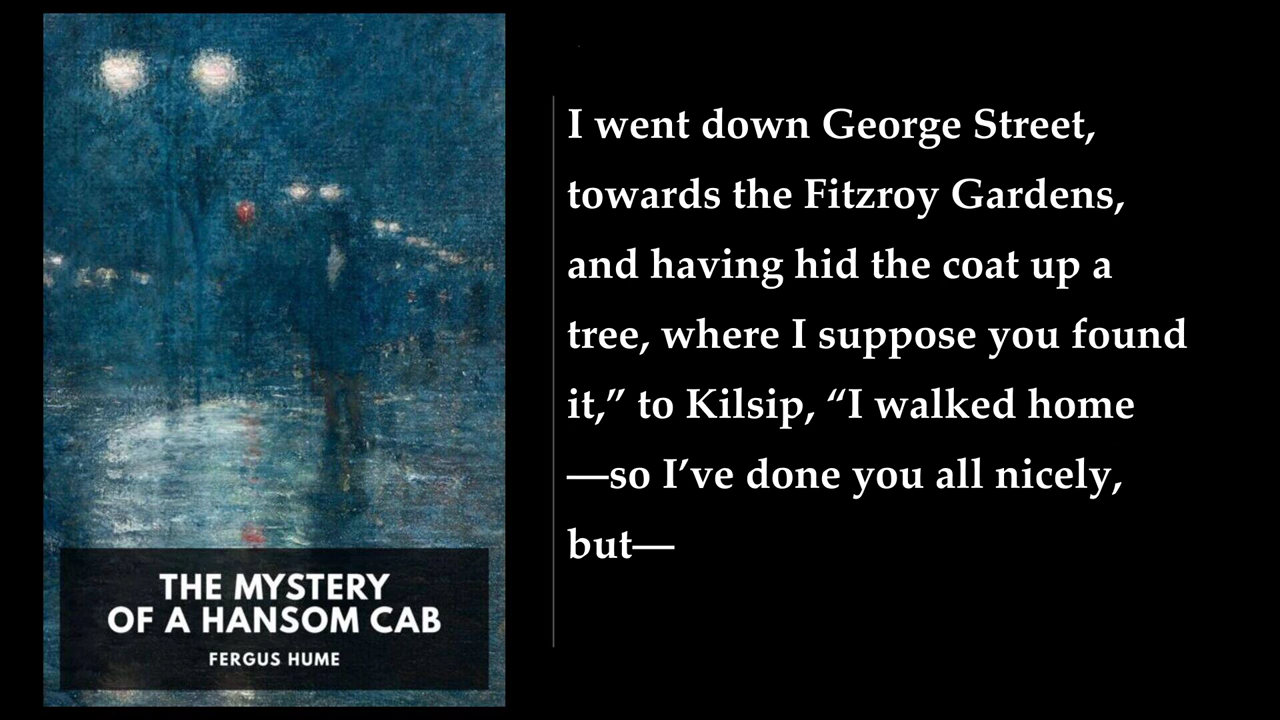 THE MYSTERY
OF A HANSOM CAB
FERGUS HUME
I went down George Street,
towards the Fitzroy Gardens,
and having hid the coat up a
tree, where I suppose you found
it,” to Kilsip, “I walked home
—so I’ve done you all nicely,
but—